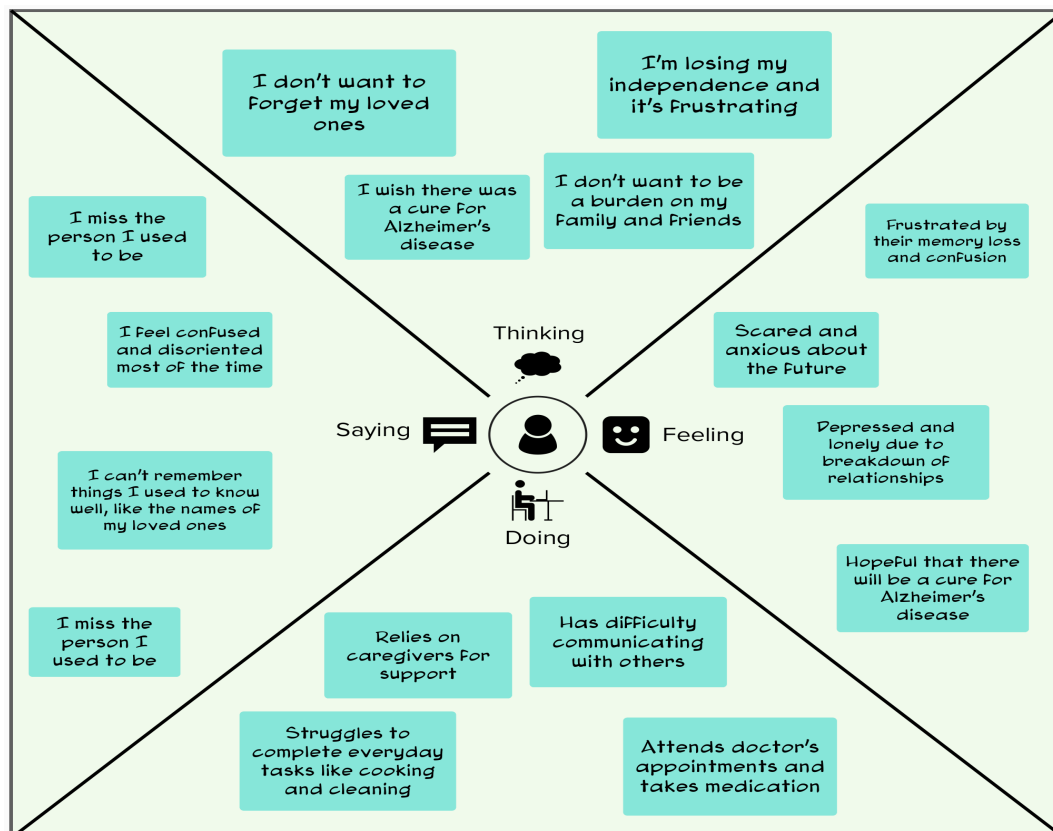 I don't want to
forget my loved
ones
I'm losing my
independence and
it's frustrating
I wish there was
a cure for
Alzheimer's
disease
I don't want to be
a burden on my
family and friends
I miss the
person I used
to be
Frustrated by
their memory loss
and confusion
I feel confused
and disoriented
most of the time
Thinking
Scared and
anxious about
the future
Saying
Feeling
Depressed and
lonely due to
breakdown of
relationships
I can't remember
things I used to know
well, like the names of
my loved ones
Doing
Hopeful that there
will be a cure for
Alzheimer's
disease
I miss the
person I
used to be
Relies on
caregivers for
support
Has difficulty
communicating
with others
Struggles to
complete everyday
tasks like cooking
and cleaning
Attends doctor's
appointments and
takes medication